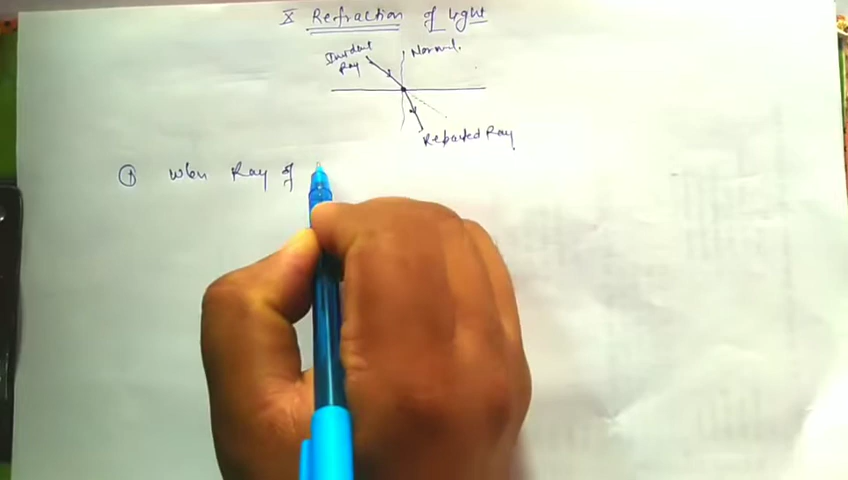 X Refraction of Light
Incident
Ray
Normal.
Refracted Ray
① When Ray of